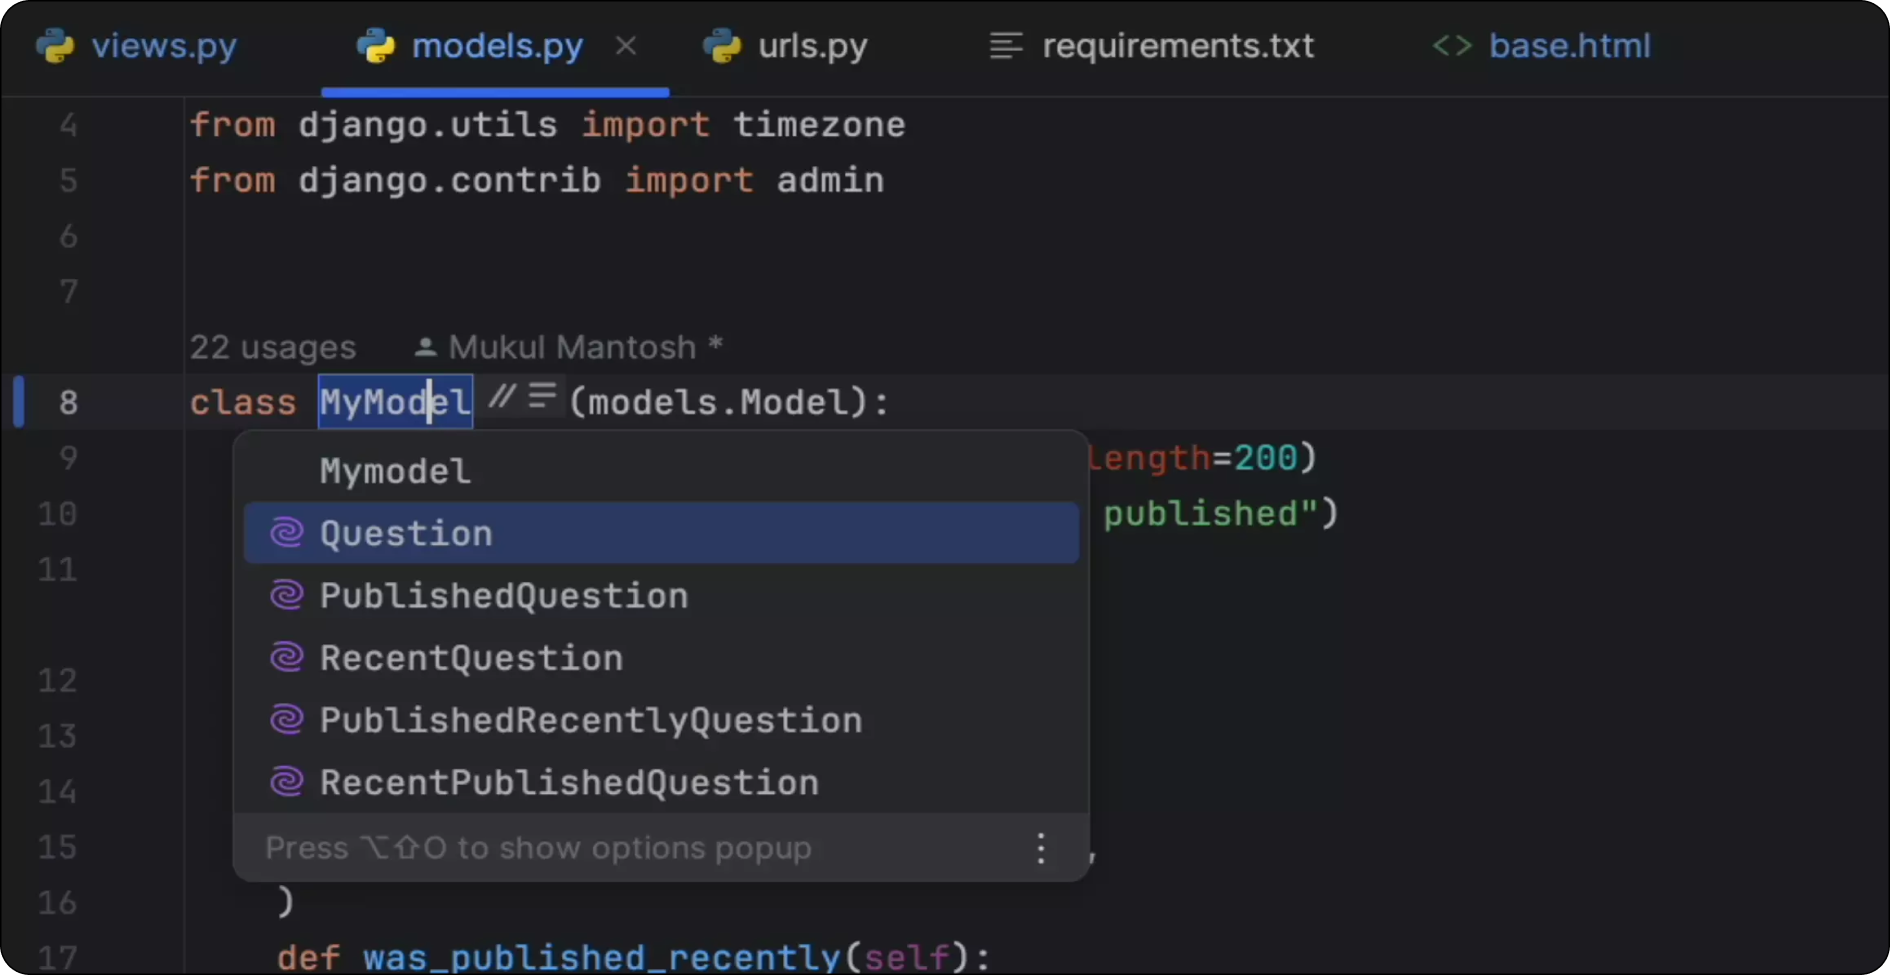 views.py models.py urls.py requirements.txt base.html
4 from django.utils import timezone
5 from django.contrib import admin
6
7
22 usages Mukul Mantosh *
8 class MyModel (models.Model):
9 length=200)
Mymodel
10 published")
Question
11
PublishedQuestion
RecentQuestion
12
PublishedRecentlyQuestion
13
RecentPublishedQuestion
14
15 ,
Press ⌥⇧O to show options popup
16 )
17 def was_published_recently(self):